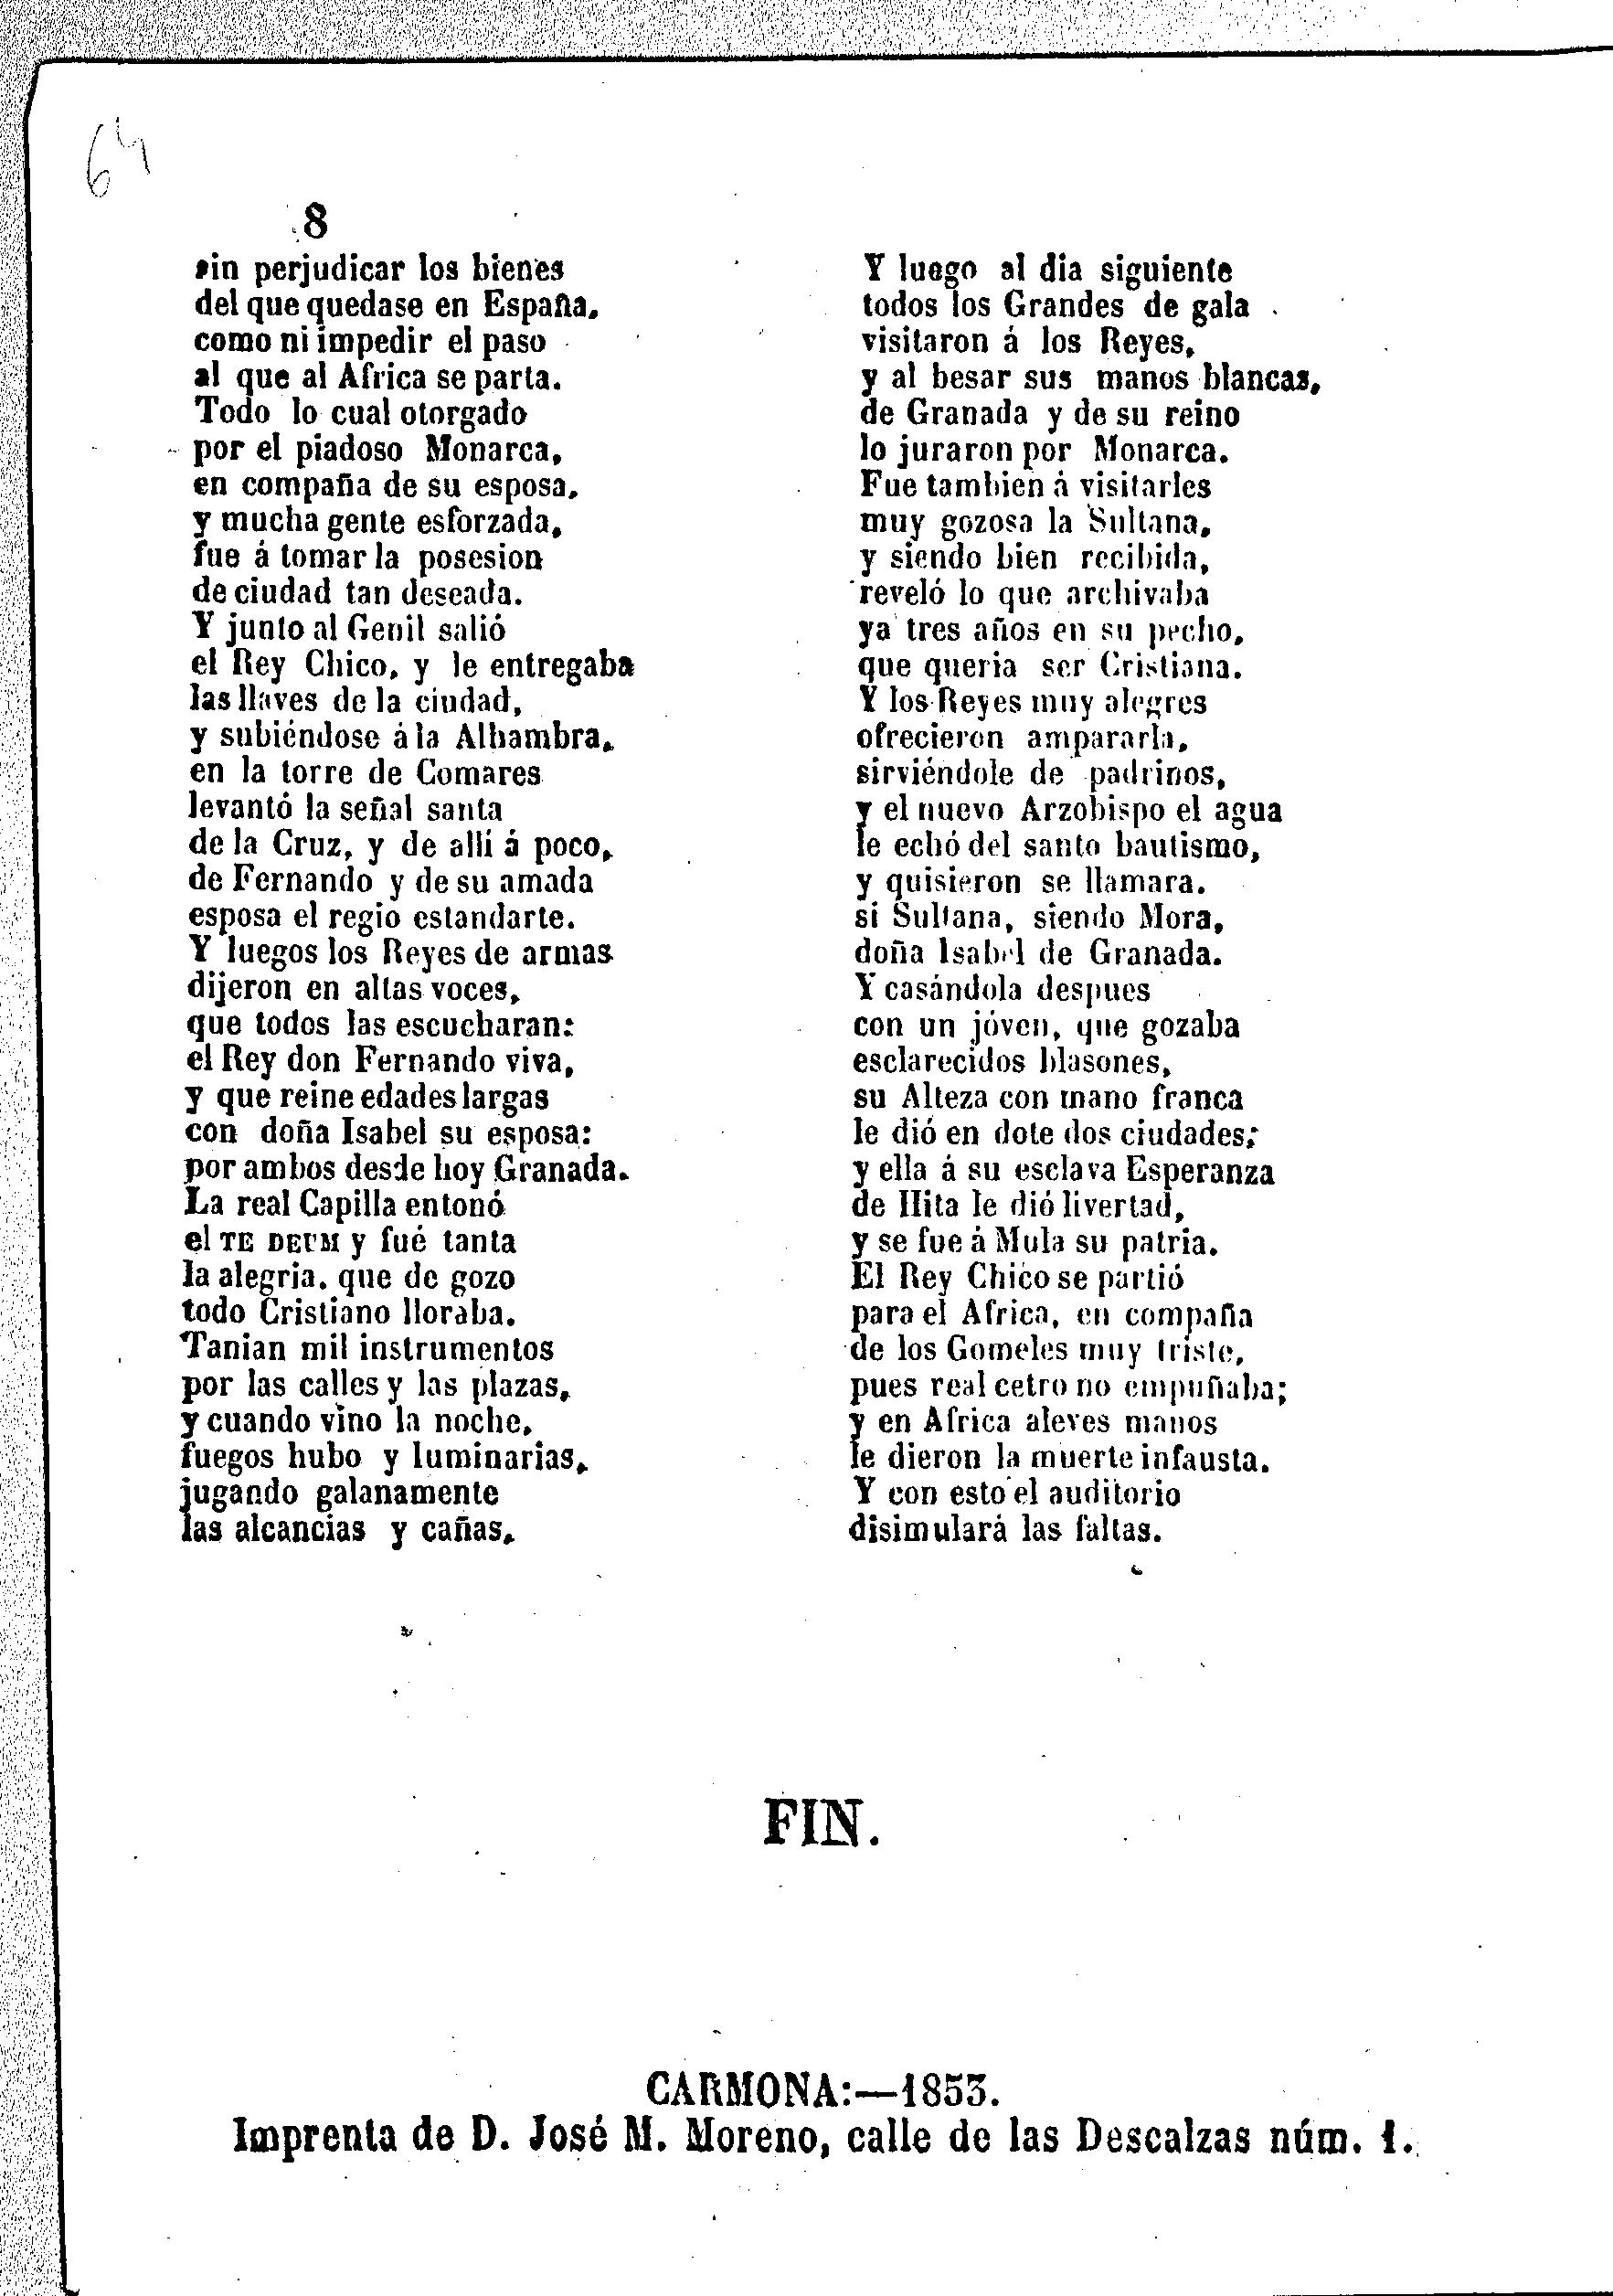 64
8
sin perjudicar los bienes
del que quedase en España,
como ni impedir el paso
al que al Africa se parta.
Todo lo cual otorgado
por el piadoso Monarca,
en compaña de su esposa,
y mucha gente esforzada,
fue á tomar la posesion
de ciudad tan deseada.
Y junto al Genil salió
el Rey Chico, y le entregaba
las llaves de la ciudad,
y subiéndose á la Alhambra,
en la torre de Comares
levantó la señal santa
de la Cruz, y de alli á poco,
de Fernando y de su amada
esposa el regio estandarte.
Y luegos los Reyes de armas
dijeron en altas voces,
que todos las escucharan:
el Rey don Fernando viva,
y que reine edades largas
con doña Isabel su esposa:
por ambos desde hoy Granada.
La real Capilla entonó
el TE DEUM y fué tanta
la alegria. que de gozo
todo Cristiano lloraba.
Tanian mil instrumentos
por las calles y las plazas,
y cuando vino la noche,
fuegos hubo y luminarias,
jugando galanamente
las alcancias y cañas,
Y luego al dia siguiente
todos los Grandes de gala
visitaron á los Reyes,
y al besar sus manos blancas,
de Granada y de su reino
lo juraron por Monarca.
Fue tambien á visitarles
muy gozosa la Sultana,
y siendo bien recibida,
reveló lo que archivaba
ya tres años en su pecho,
que queria ser Cristiana.
Y los Reyes muy alegres
ofrecieron ampararla,
sirviéndole de padrinos,
y el nuevo Arzobispo el agua
le echó del santo bautismo,
y quisieron se llamara.
si Sultana, siendo Mora,
doña Isabel de Granada.
Y casándola despues
con un jóven, que gozaba
esclarecidos blasones,
su Alteza con mano franca
le dió en dote dos ciudades;
y ella á su esclava Esperanza
de Hita le dió livertad,
y se fue á Mula su patria.
El Rey Chico se partió
para el Africa, en compaña
de los Gomeles muy triste,
pues real cetro no empuñaba;
y en Africa aleves manos
le dieron la muerte infausta.
Y con esto el auditorio
disimulará las faltas.
FIN.
CARMONA:—1853.
Imprenta de D. José M. Moreno, calle de las Descalzas núm. 1.